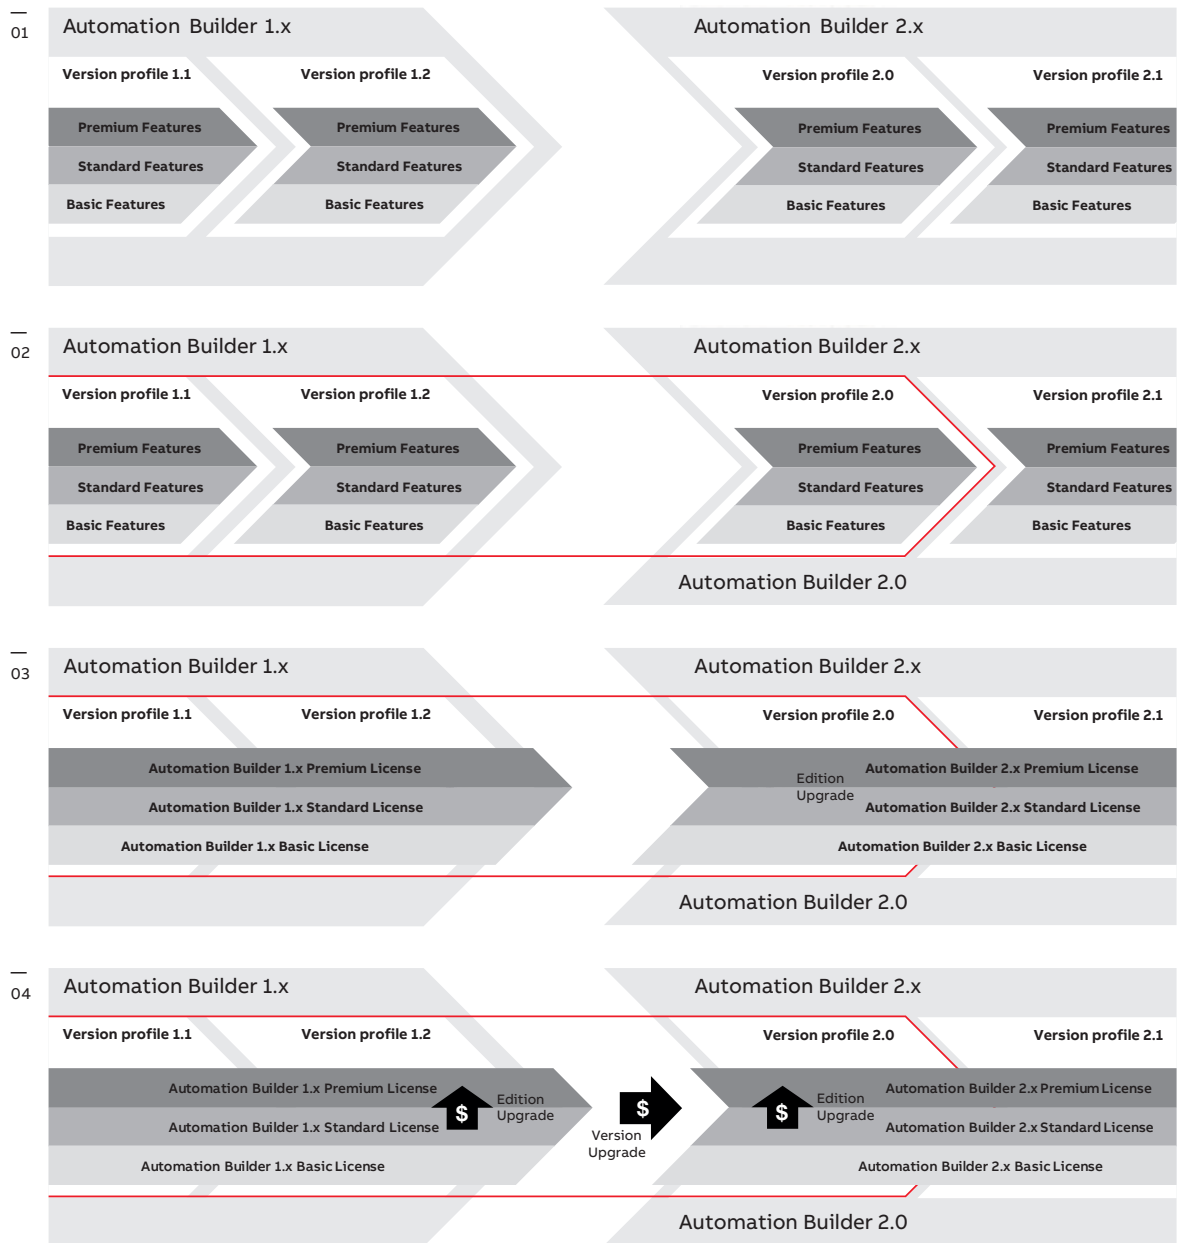 01
Automation Builder 1.x
Automation Builder 2.x
Version profile 1.1
Version profile 1.2
Version profile 2.0
Version profile 2.1
Premium Features
Premium Features
Premium Features
Premium Features
Standard Features
Standard Features
Standard Features
Standard Features
Basic Features
Basic Features
Basic Features
Basic Features
02
Automation Builder 1.x
Automation Builder 2.x
Version profile 1.1
Version profile 1.2
Version profile 2.0
Version profile 2.1
Premium Features
Premium Features
Premium Features
Premium Features
Standard Features
Standard Features
Standard Features
Standard Features
Basic Features
Basic Features
Basic Features
Basic Features
Automation Builder 2.0
03
Automation Builder 1.x
Automation Builder 2.x
Version profile 1.1
Version profile 1.2
Version profile 2.0
Version profile 2.1
Automation Builder 1.x Premium License
Edition
Upgrade
Automation Builder 2.x Premium License
Automation Builder 1.x Standard License
Automation Builder 2.x Standard License
Automation Builder 1.x Basic License
Automation Builder 2.x Basic License
Automation Builder 2.0
04
Automation Builder 1.x
Automation Builder 2.x
Version profile 1.1
Version profile 1.2
Version profile 2.0
Version profile 2.1
Automation Builder 1.x Premium License
$
Edition
Upgrade
$
Version
Upgrade
$
Edition
Upgrade
Automation Builder 2.x Premium License
Automation Builder 1.x Standard License
Automation Builder 2.x Standard License
Automation Builder 1.x Basic License
Automation Builder 2.x Basic License
Automation Builder 2.0